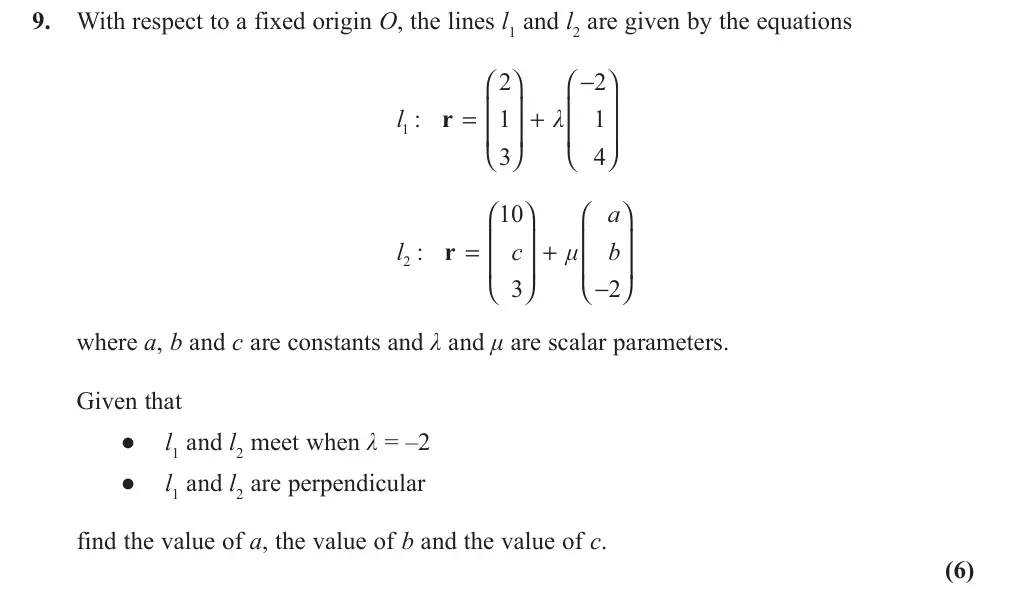 9. With respect to a fixed origin O, the lines l₁ and l₂ are given by the equations
l₁ : r = (2 1 3) + λ(−2 1 4)
l₂ : r = (10 c 3) + μ(a b −2)
where a, b and c are constants and λ and μ are scalar parameters.
Given that
● l₁ and l₂ meet when λ = –2
● l₁ and l₂ are perpendicular
find the value of a, the value of b and the value of c.
(6)